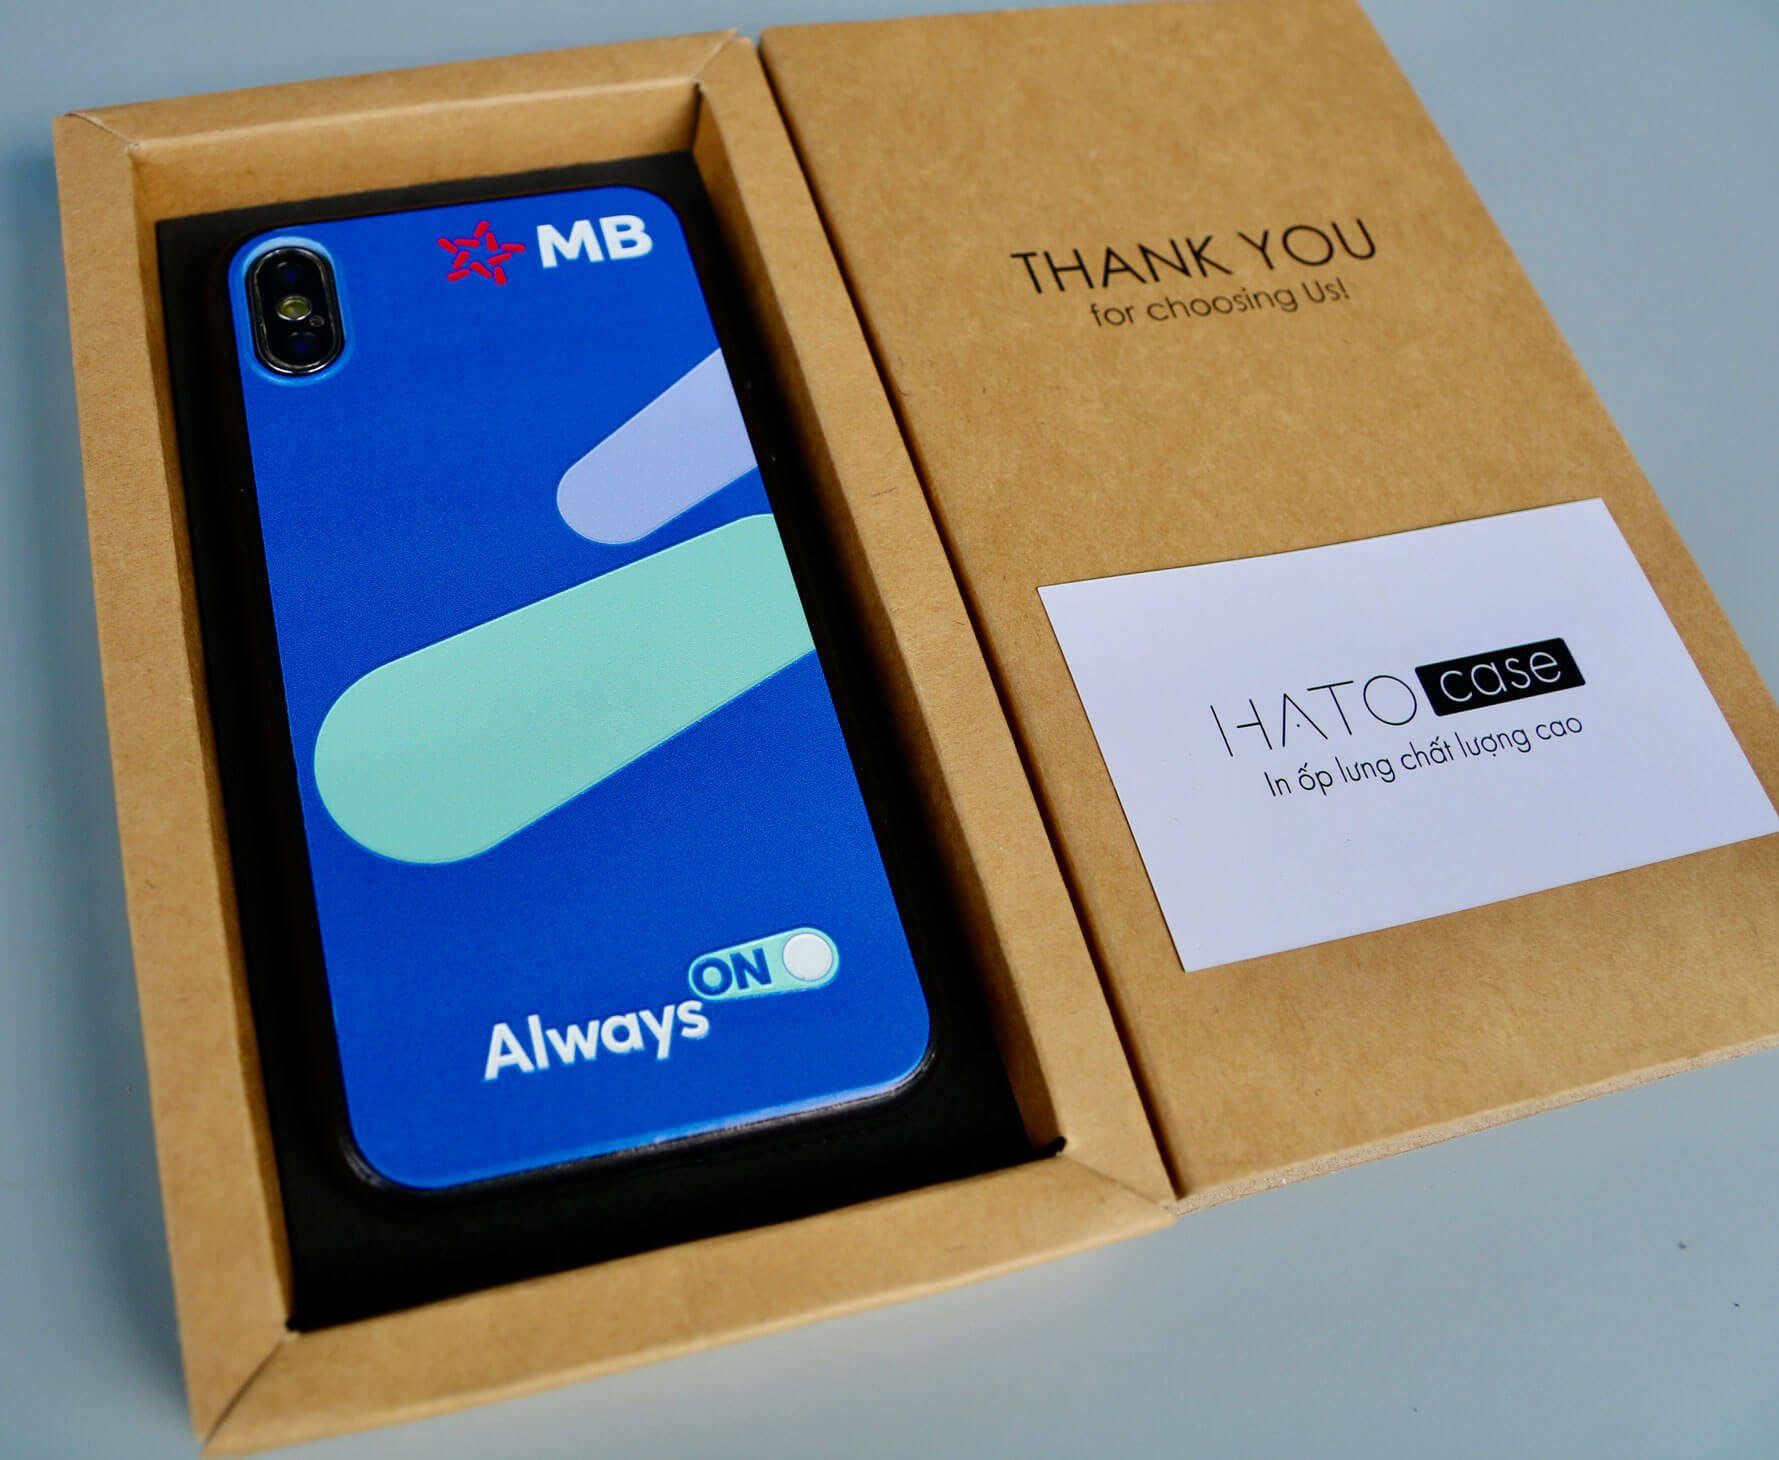 MB
Always ON
THANK YOU
for choosing Us!
HATO case
In ốp lưng chất lượng cao